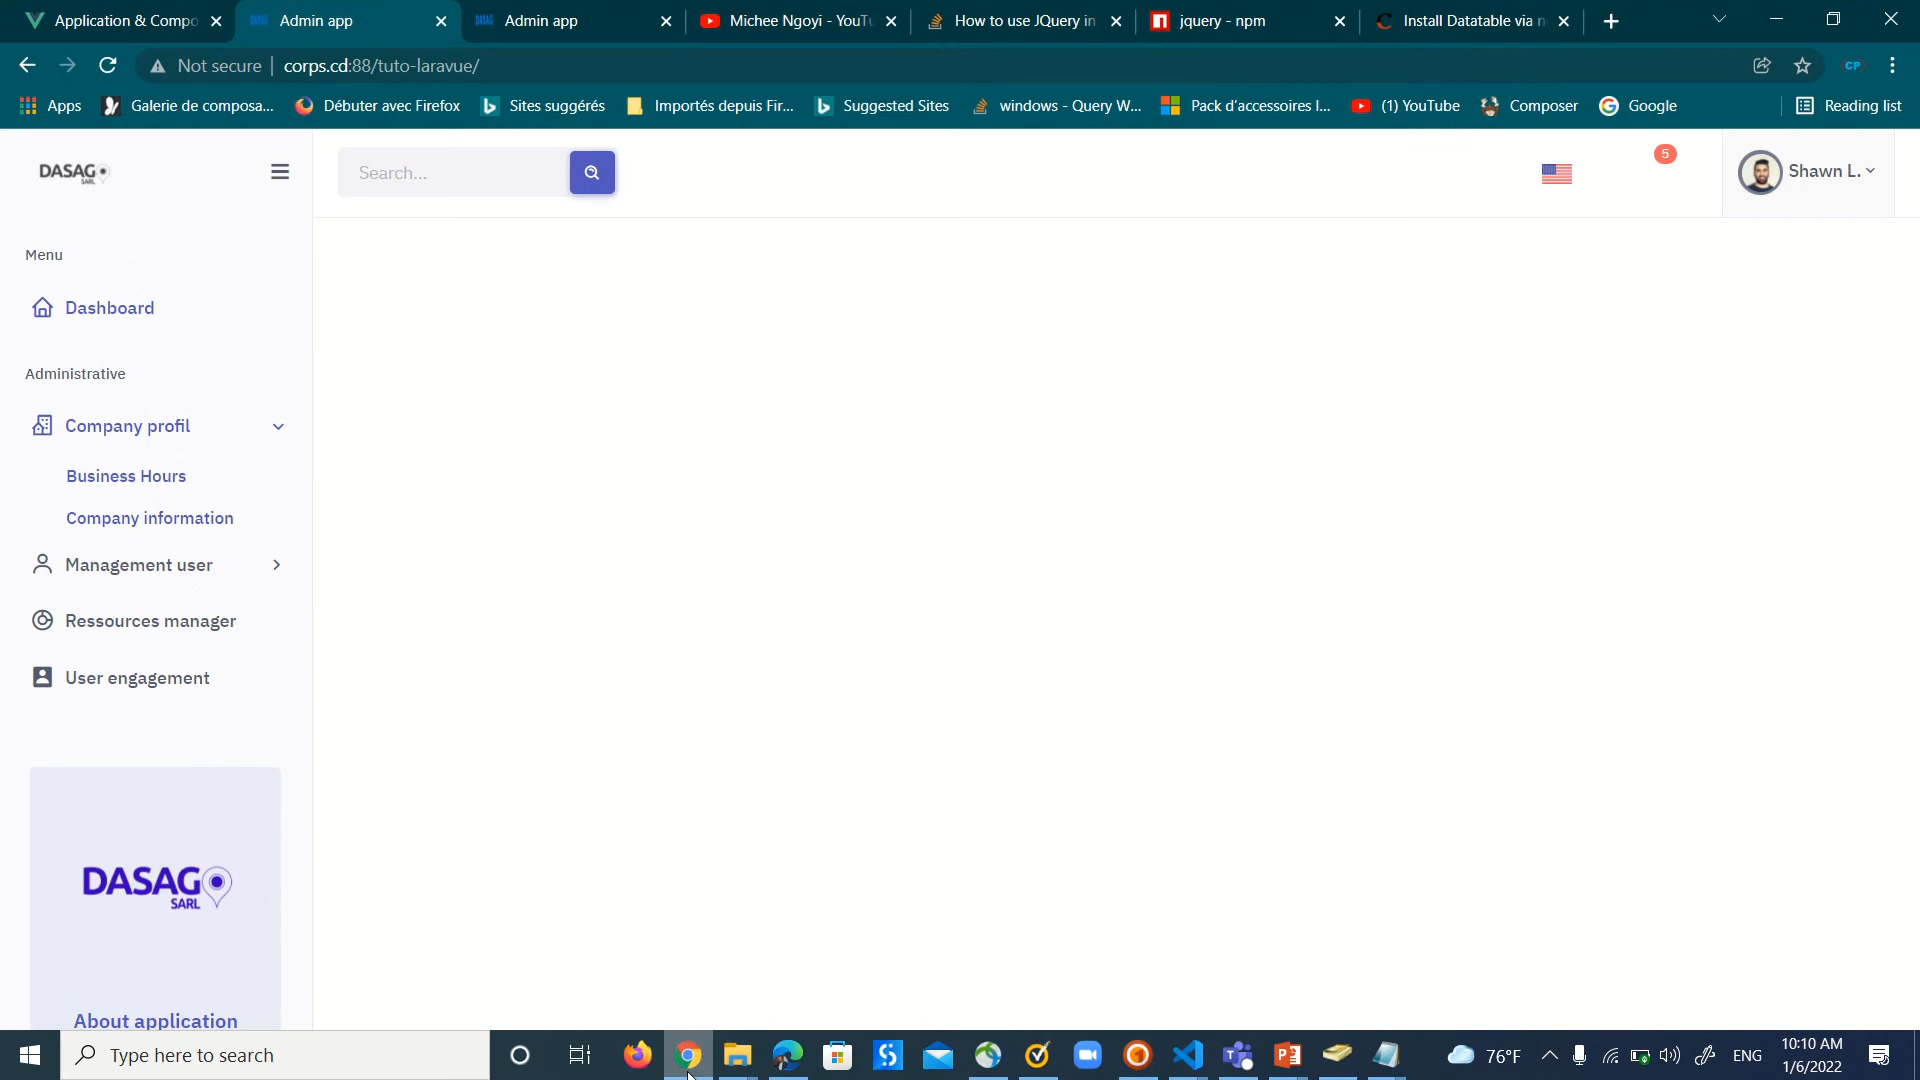 Application & Compo
Admin app
Admin app
Michee Ngoyi - YouTu
How to use JQuery in
jquery - npm
Install Datatable via n
Not secure
corps.cd:88/tuto-laravue/
CP
Apps
Galerie de composa...
Débuter avec Firefox
Sites suggérés
Importés depuis Fir...
Suggested Sites
windows - Query W...
Pack d'accessoires l...
(1) YouTube
Composer
Google
Reading list
DASAG
SARL
Search...
5
Shawn L.
Menu
Dashboard
Administrative
Company profil
Business Hours
Company information
Management user
Ressources manager
User engagement
DASAG
SARL
About application
Type here to search
76°F
ENG
10:10 AM
1/6/2022